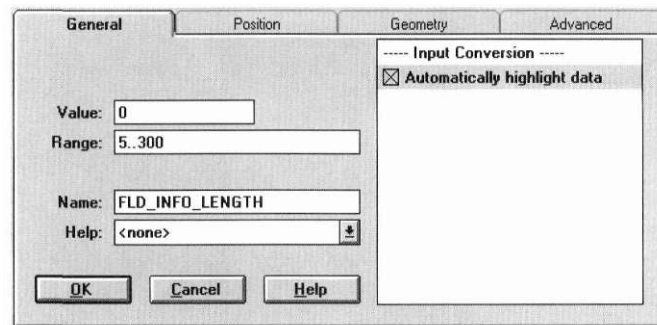 General Position Geometry Advanced
----- Input Conversion -----
Automatically highlight data
Value: 0
Range: 5..300
Name: FLD_INFO_LENGTH
Help: <none>
OK Cancel Help